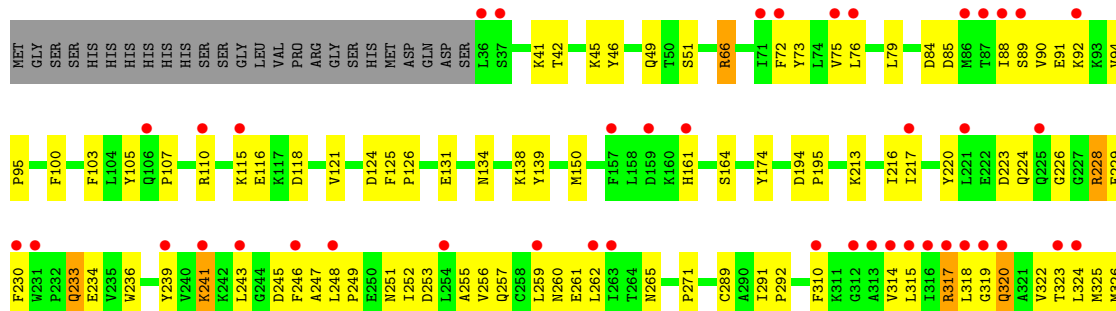 MET GLY SER SER HIS HIS HIS HIS HIS HIS SER SER GLY LEU VAL PRO ARG GLY SER HIS MET ASP GLN ASP SER L36 S37 K41 T42 K45 Y46 Q49 T50 S51 R66 I71 F72 Y73 L74 V75 L76 L79 D84 D85 M86 T87 I88 S89 V90 E91 K92 K93 V94
P95 F100 F103 L104 Y105 Q106 P107 R110 K115 E116 K117 D118 V121 D124 F125 P126 E131 N134 K138 Y139 M150 F157 L158 D159 K160 H161 S164 Y174 D194 P195 K213 I216 I217 Y220 L221 E222 D223 Q224 Q225 G226 G227 R228 E229
F230 W231 P232 Q233 E234 V235 W236 Y239 V240 K241 K242 L243 G244 D245 F246 A247 L248 P249 E250 N251 I252 D253 L254 A255 V256 Q257 C258 L259 N260 E261 L262 I263 T264 N265 P271 C289 A290 I291 P292 F310 K311 G312 A313 V314 L315 I316 R317 L318 G319 Q320 A321 V322 T323 L324 M325 M326